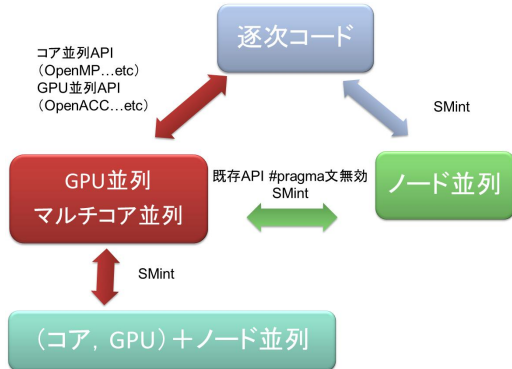 逐次コード
コア並列API
（OpenMP…etc)
GPU並列API
（OpenACC…etc)
SMint
GPU並列
マルチコア並列
既存API #pragma文無効
SMint
ノード並列
SMint
（コア，GPU）＋ノード並列